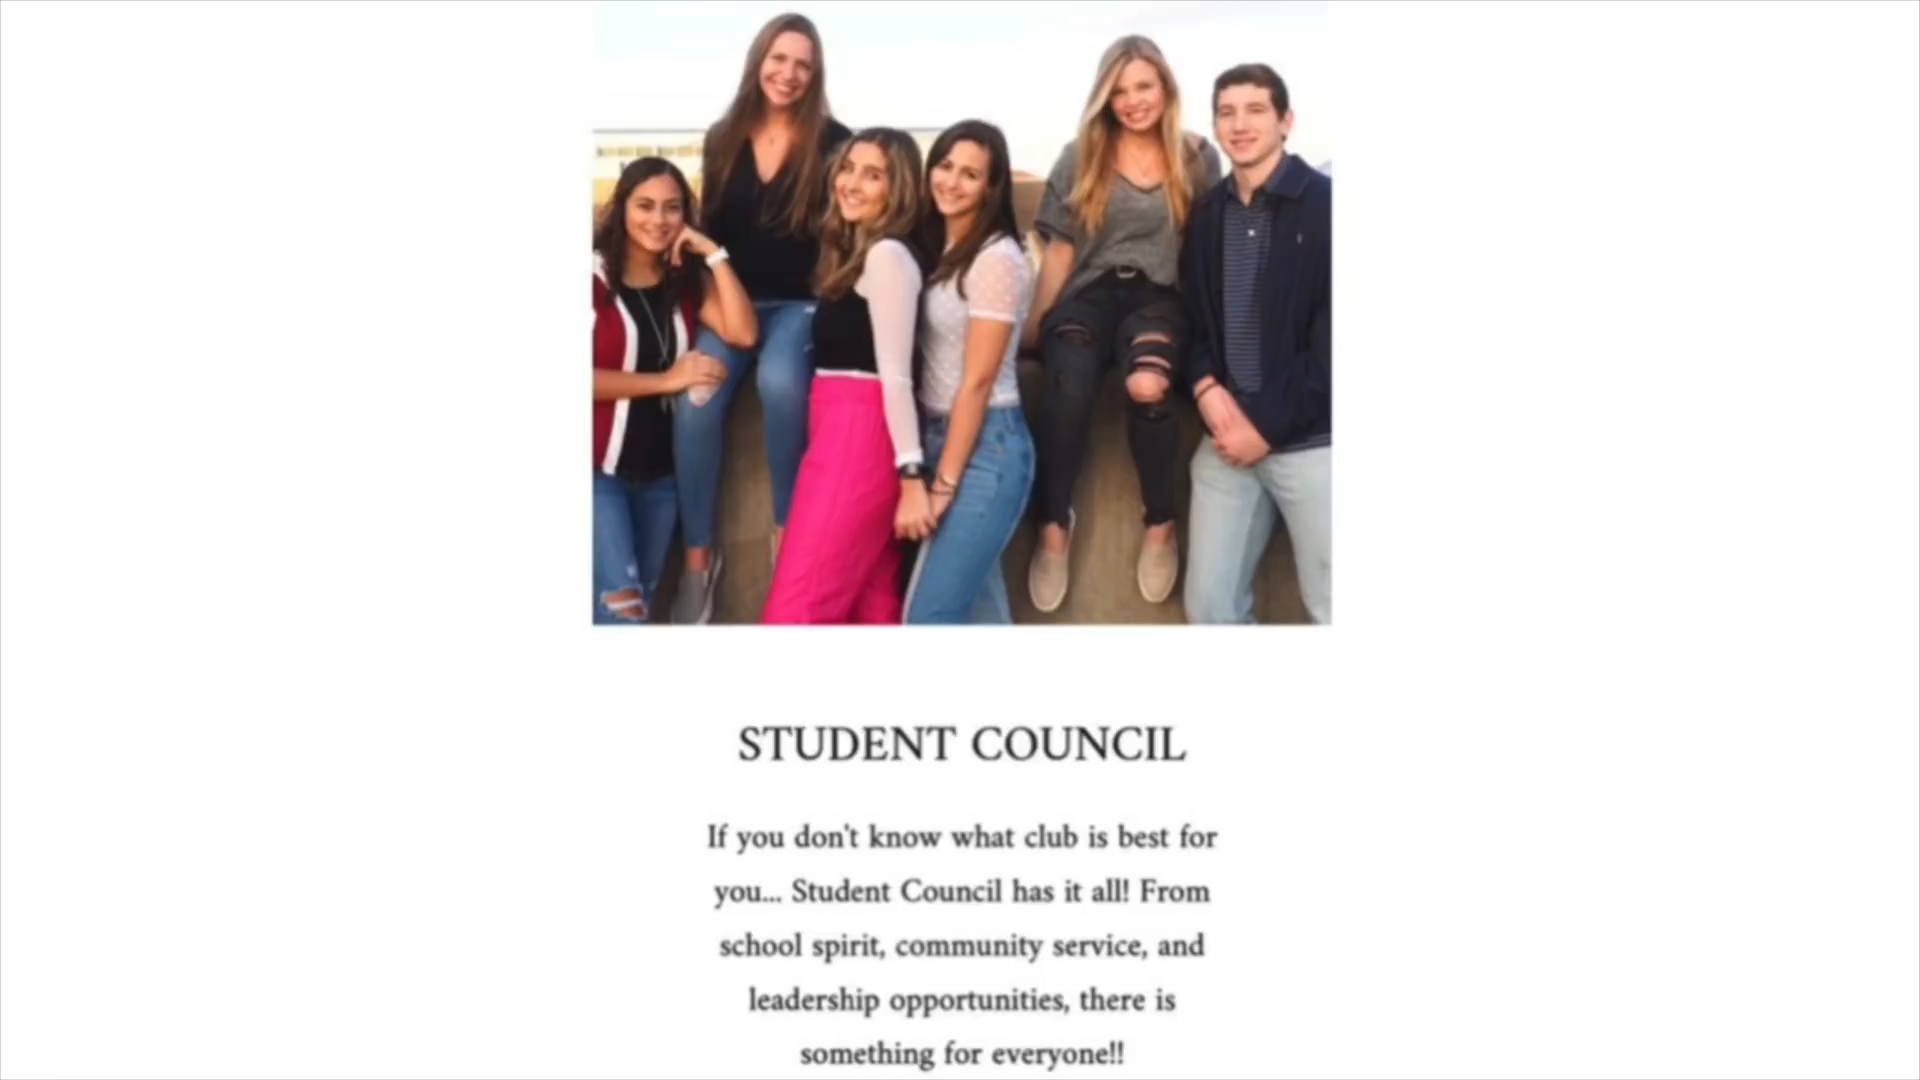 STUDENT COUNCIL
If you don't know what club is best for
you... Student Council has it all! From
school spirit, community service, and
leadership opportunities, there is
something for everyone!!